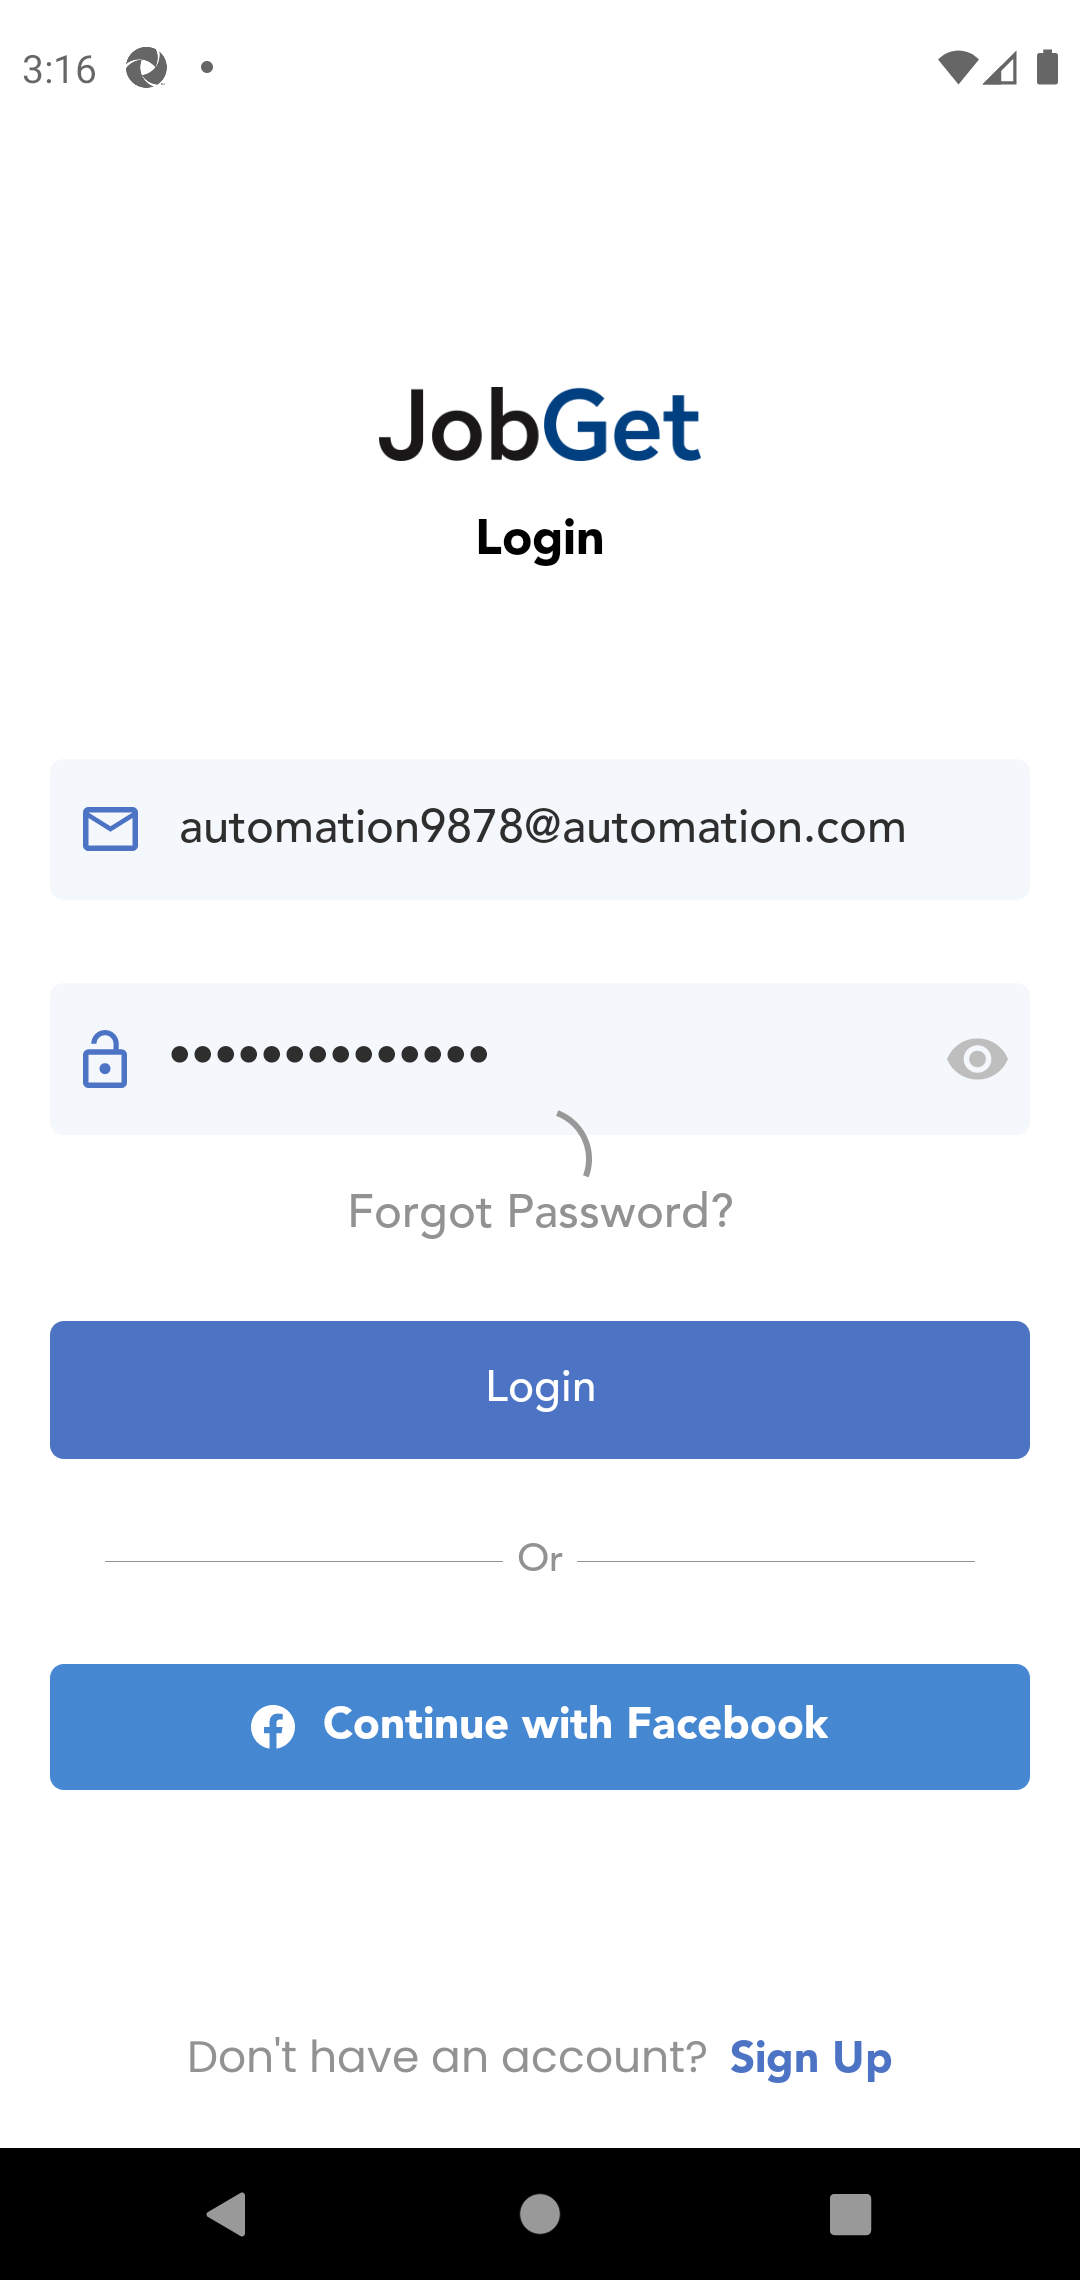 3:16
JobGet
Login
automation9878@automation.com
••••••••••••••
Forgot Password?
Login
Or
Continue with Facebook
Don't have an account? Sign Up